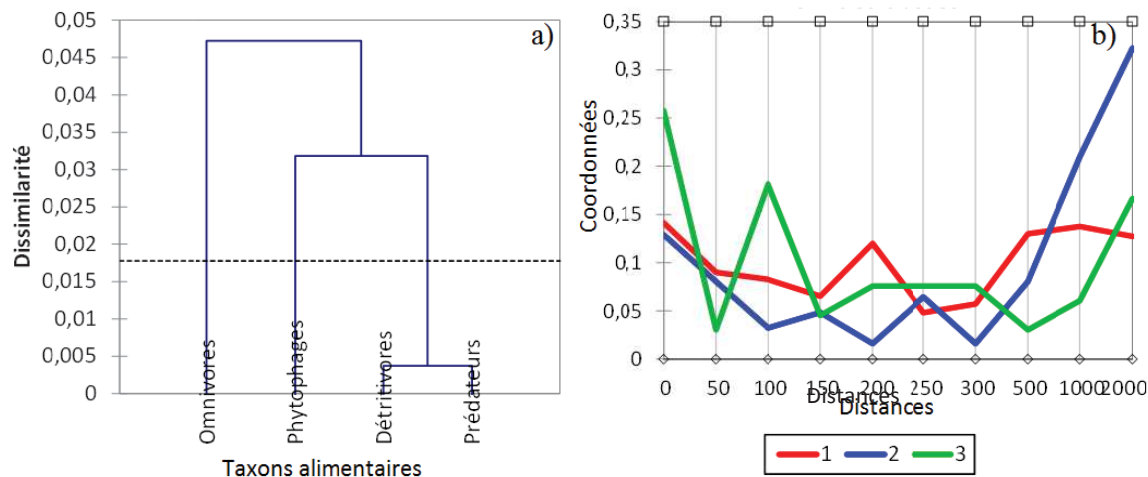 a)
Dissimilarité
0,05
0,045
0,04
0,035
0,03
0,025
0,02
0,015
0,01
0,005
0
Omnivores
Phytophages
Détritivores
Prédateurs
Taxons alimentaires
b)
Coordonnées
0,35
0,3
0,25
0,2
0,15
0,1
0,05
0
0 50 100 150 200 250 300 500 1000 2000
Distances
Distances
1 2 3